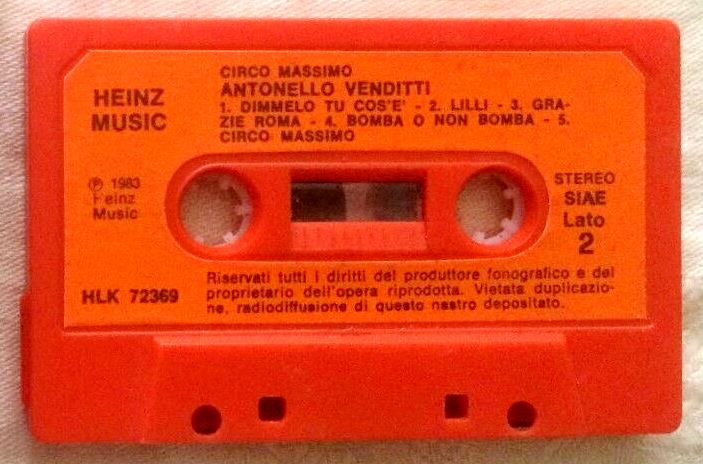 HEINZ
MUSIC
CIRCO MASSIMO
ANTONELLO VENDITTI
1. DIMMELO TU COS'E' - 2. LILLI - 3. GRA-
ZIE ROMA - 4. BOMBA O NON BOMBA - 5.
CIRCO MASSIMO
℗ 1983
Heinz
Music
STEREO
SIAE
Lato
2
HLK 72369
Riservati tutti i diritti del produttore fonografico e del
proprietario dell'opera riprodotta. Vietata duplicazio-
ne, radiodiffusione di questo nastro depositato.